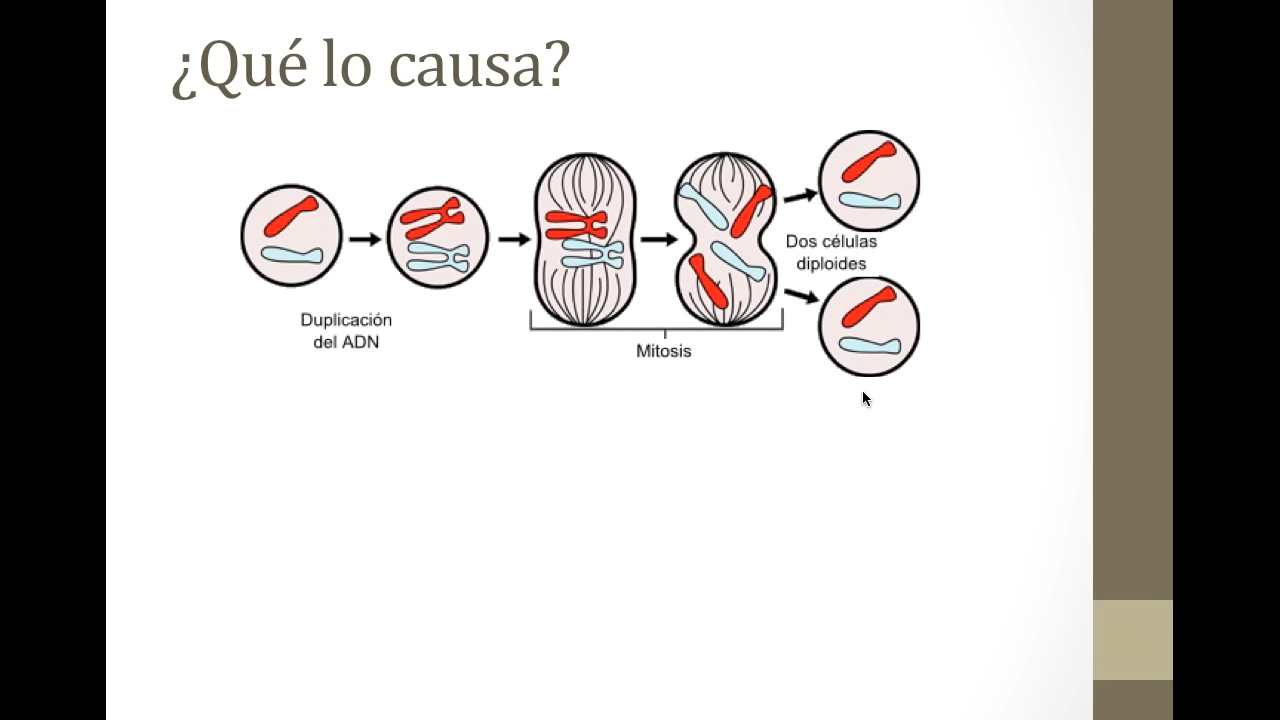 ¿Qué lo causa?
Duplicación
del ADN
Mitosis
Dos células
diploides